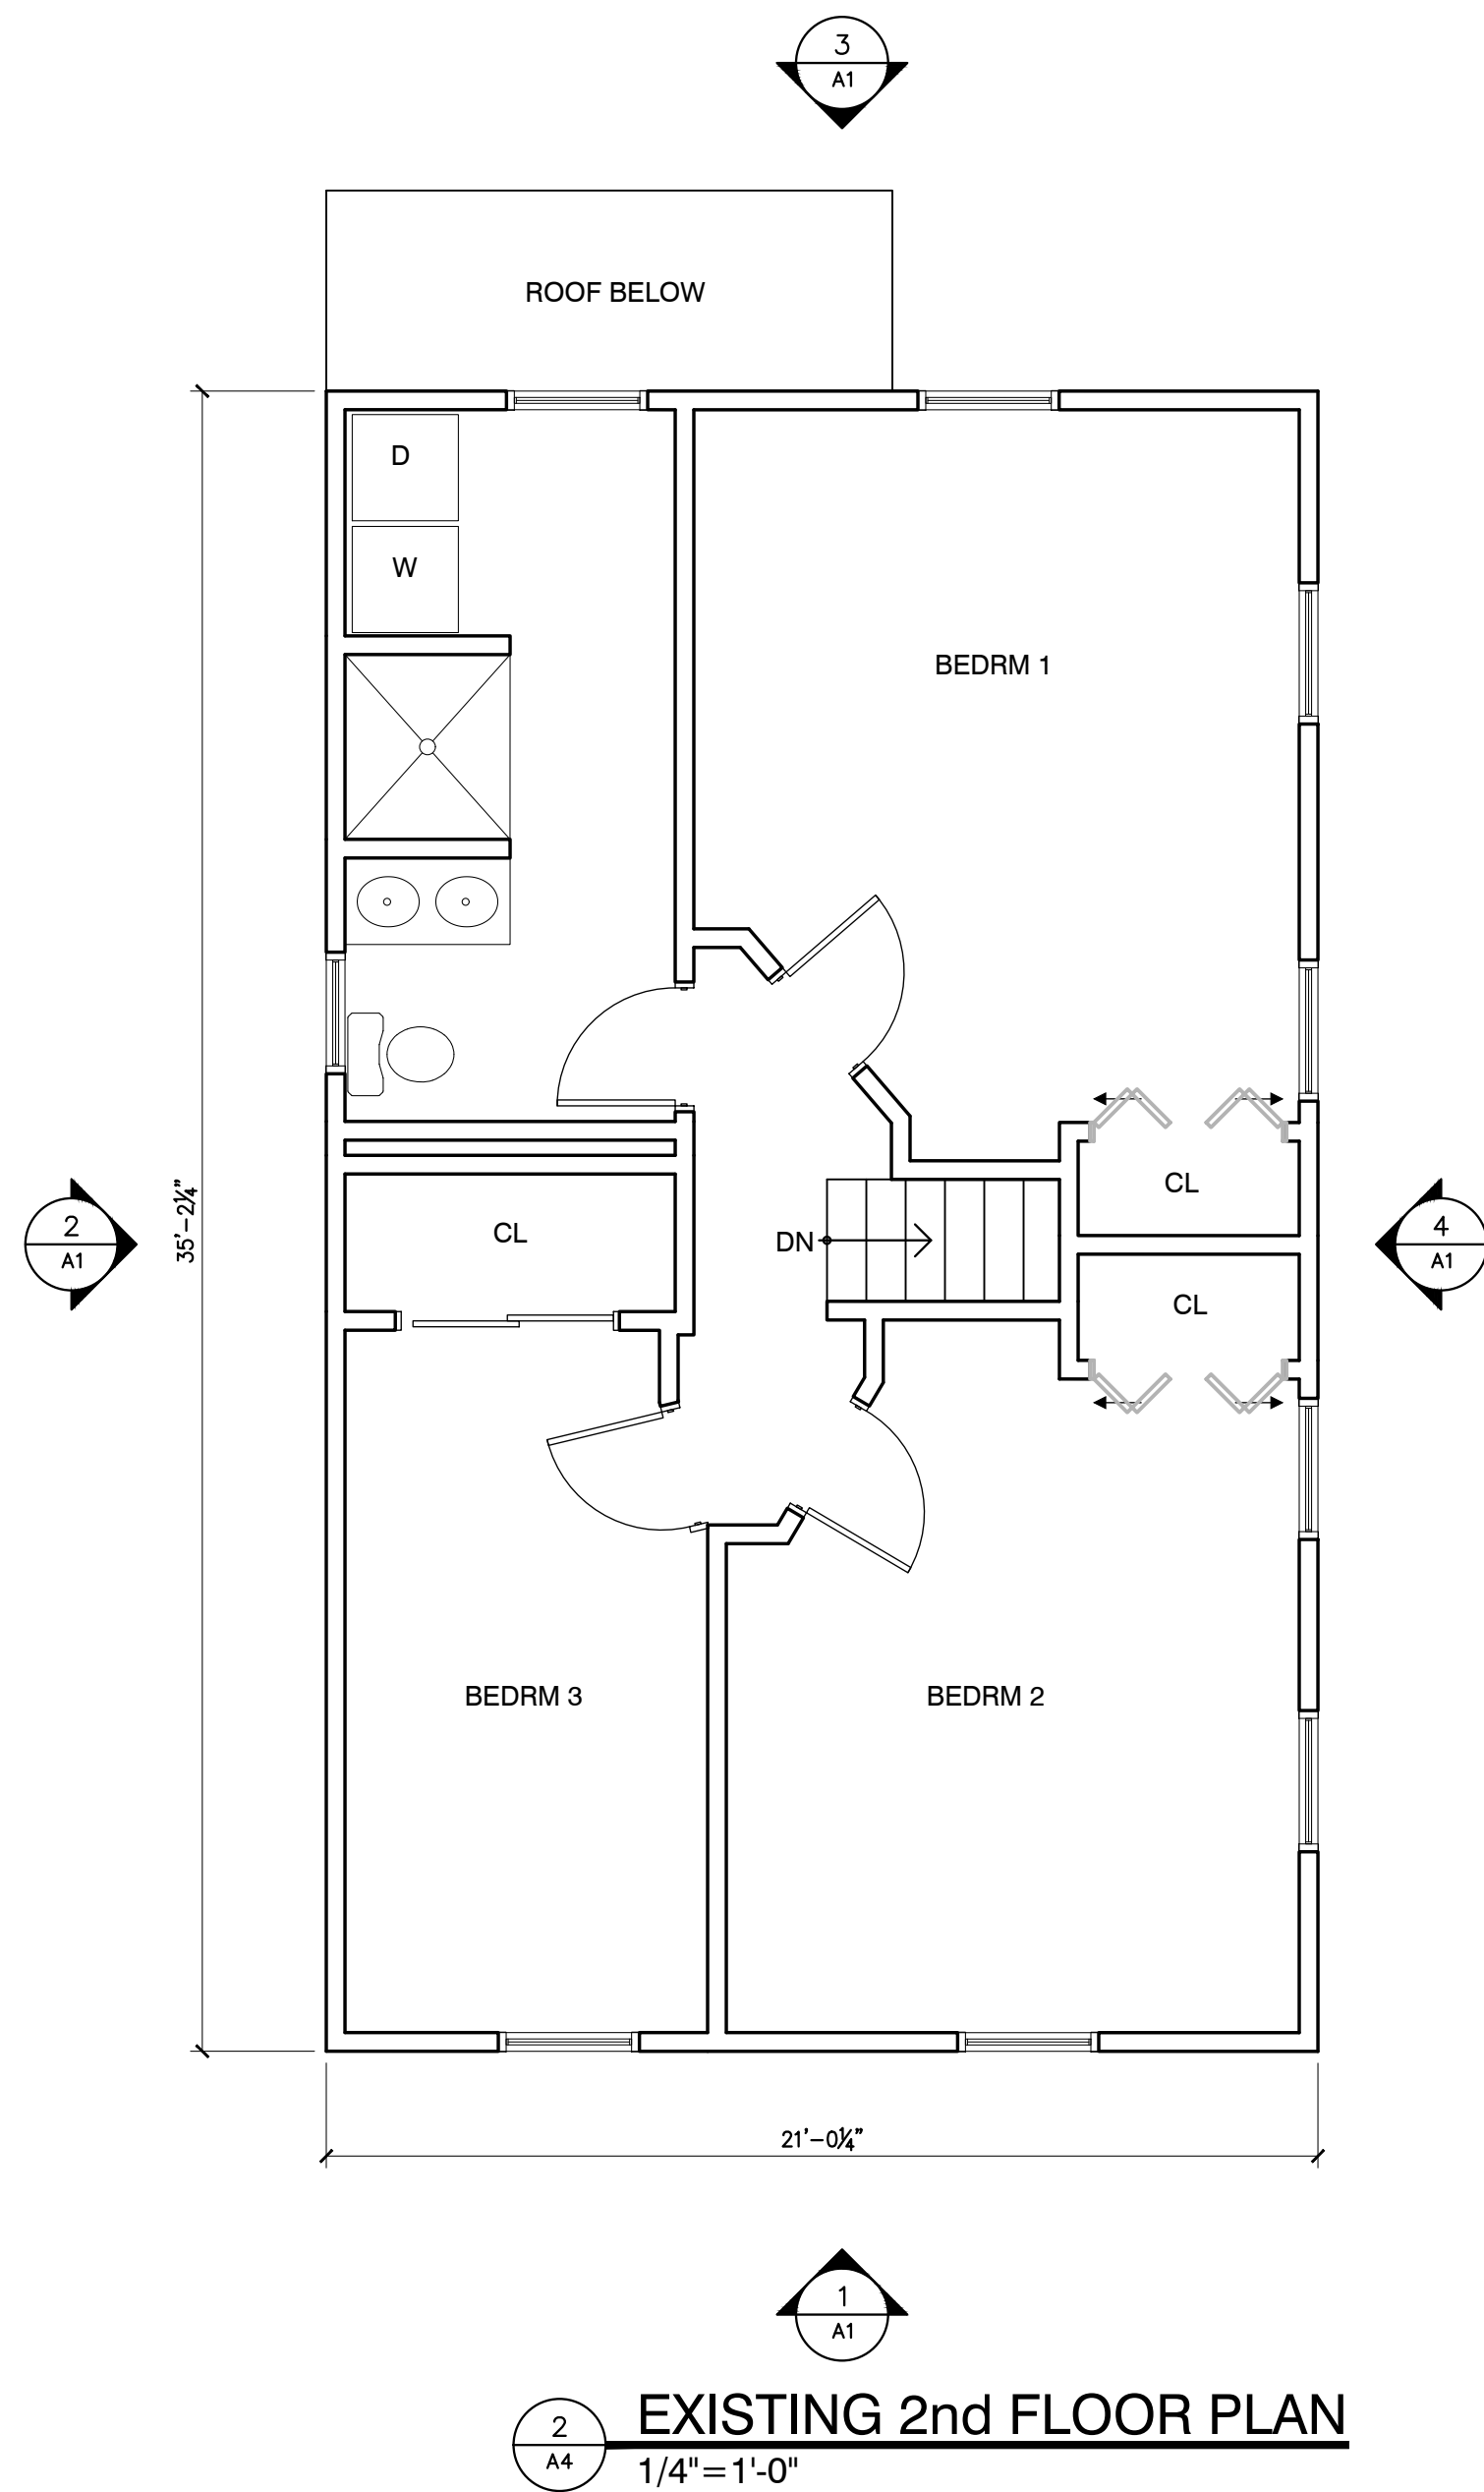 3
A1
ROOF BELOW
D
W
BEDRM 1
CL
CL
DN
CL
2
A1
35'-2¼"
4
A1
BEDRM 3
BEDRM 2
21'-0¼"
1
A1
2
A4
EXISTING 2nd FLOOR PLAN
1/4"=1'-0"